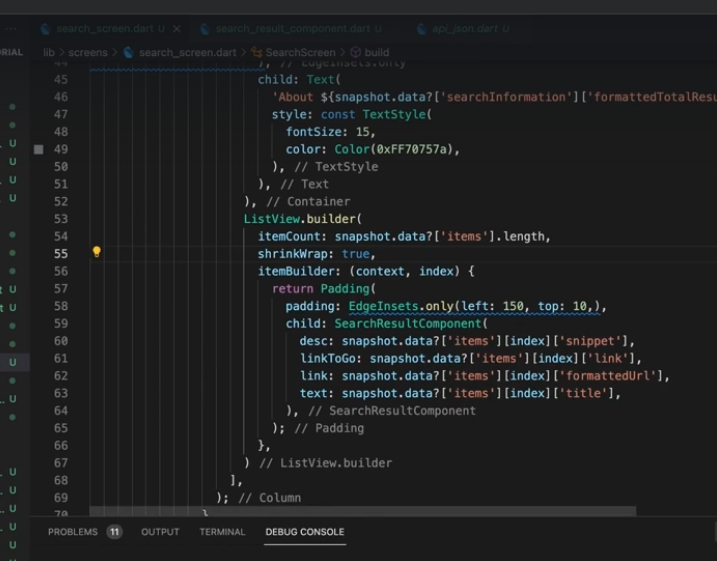 search_screen.dart U × search_result_component.dart U api_json.dart U
ORIAL lib > screens > search_screen.dart > SearchScreen > build
44 ), // EdgeInsets.only
45 child: Text(
46 'About ${snapshot.data?['searchInformation']['formattedTotalResu
47 style: const TextStyle(
48 fontSize: 15,
49 color: Color(0xFF70757a),
50 ), // TextStyle
51 ), // Text
52 ), // Container
53 ListView.builder(
54 itemCount: snapshot.data?['items'].length,
55 shrinkWrap: true,
56 itemBuilder: (context, index) {
57 return Padding(
58 padding: EdgeInsets.only(left: 150, top: 10,),
59 child: SearchResultComponent(
60 desc: snapshot.data?['items'][index]['snippet'],
61 linkToGo: snapshot.data?['items'][index]['link'],
62 link: snapshot.data?['items'][index]['formattedUrl'],
63 text: snapshot.data?['items'][index]['title'],
64 ), // SearchResultComponent
65 ); // Padding
66 },
67 ) // ListView.builder
68 ],
69 ); // Column
70 }
PROBLEMS 11 OUTPUT TERMINAL DEBUG CONSOLE